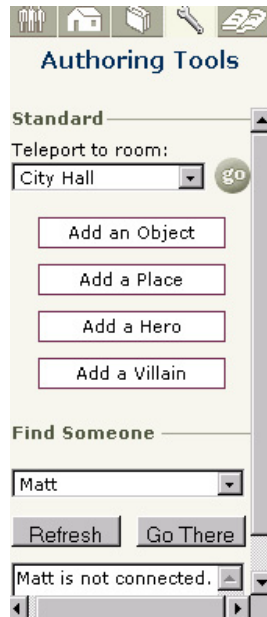 Authoring Tools
Standard
Teleport to room:
City Hall
go
Add an Object
Add a Place
Add a Hero
Add a Villain
Find Someone
Matt
Refresh Go There
Matt is not connected.